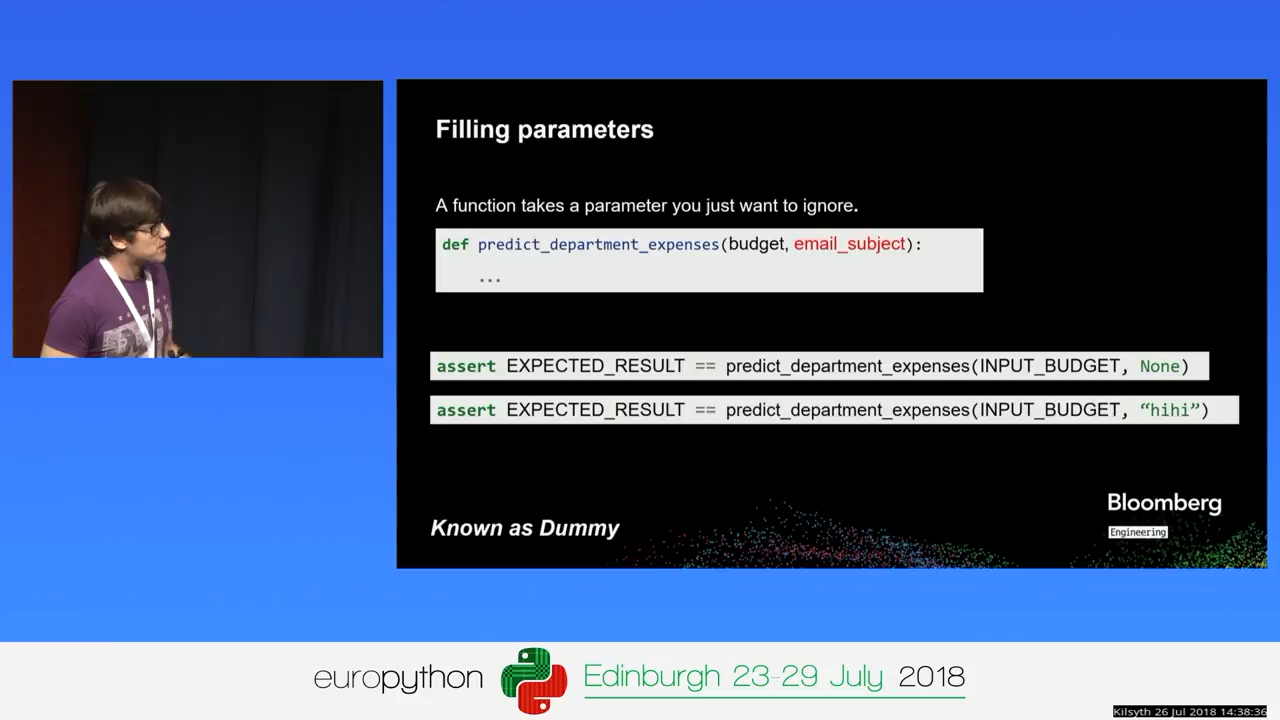 Filling parameters
A function takes a parameter you just want to ignore.
def predict_department_expenses(budget, email_subject):
...
assert EXPECTED_RESULT == predict_department_expenses(INPUT_BUDGET, None)
assert EXPECTED_RESULT == predict_department_expenses(INPUT_BUDGET, “hihi”)
Known as Dummy
Bloomberg
Engineering
europython Edinburgh 23-29 July 2018
Kilsyth 26 Jul 2018 14:38:36